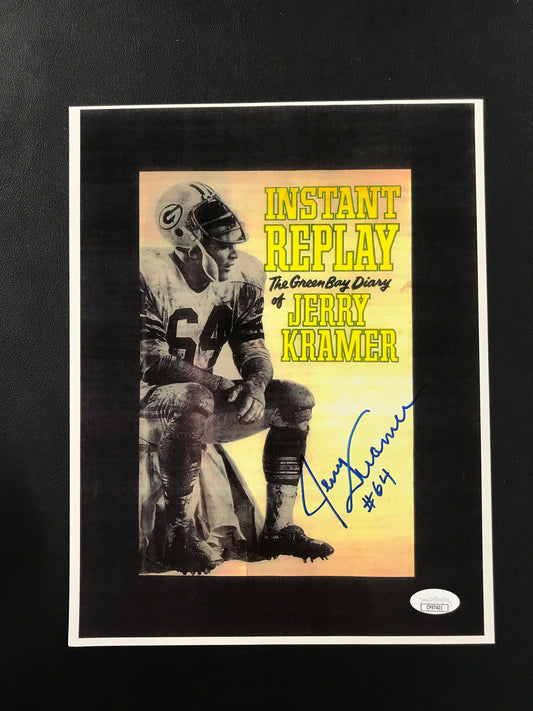 INSTANT
REPLAY
The Green Bay Diary
of JERRY
KRAMER
G
64
Jerry Kramer
#64